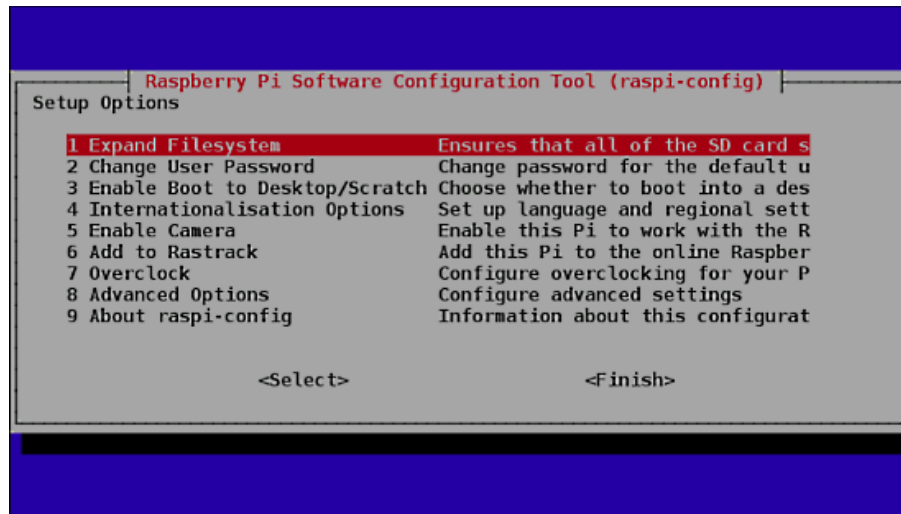 Raspberry Pi Software Configuration Tool (raspi-config)
Setup Options
1 Expand Filesystem Ensures that all of the SD card s
2 Change User Password Change password for the default u
3 Enable Boot to Desktop/Scratch Choose whether to boot into a des
4 Internationalisation Options Set up language and regional sett
5 Enable Camera Enable this Pi to work with the R
6 Add to Rastrack Add this Pi to the online Raspber
7 Overclock Configure overclocking for your P
8 Advanced Options Configure advanced settings
9 About raspi-config Information about this configurat
<Select> <Finish>